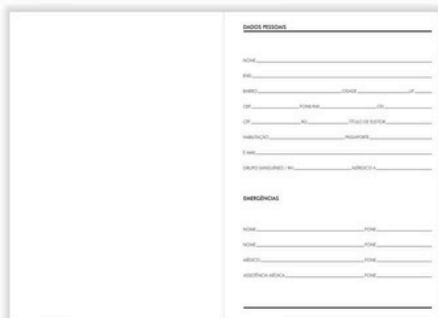 DADOS PESSOAIS
NOME
END.
BAIRRO CIDADE UF
CEP FONE/FAX CEL.
CPF RG TÍTULO DE ELEITOR
HABILITAÇÃO PASSAPORTE
E-MAIL
GRUPO SANGUÍNEO / RH ALÉRGICO A
EMERGÊNCIAS
NOME FONE
NOME FONE
MÉDICO FONE
ASSISTÊNCIA MÉDICA FONE